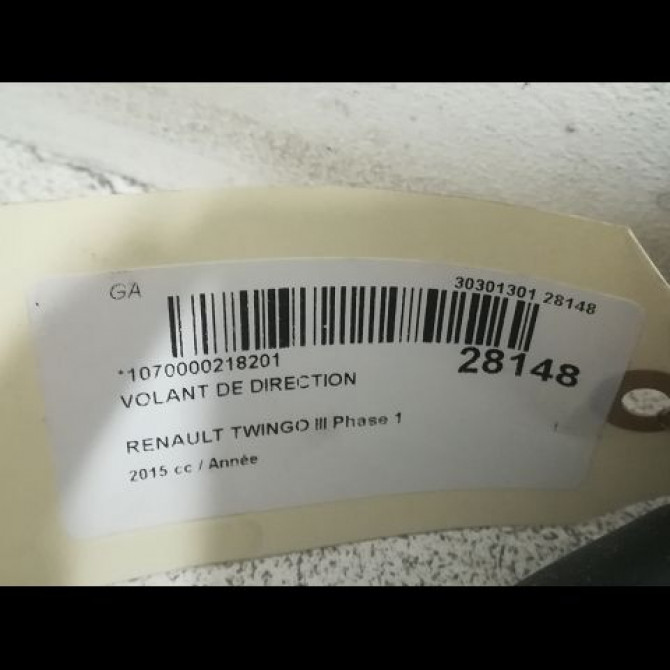 GA
30301301 28148
*1070000218201
28148
VOLANT DE DIRECTION
RENAULT TWINGO III Phase 1
2015 cc / Année